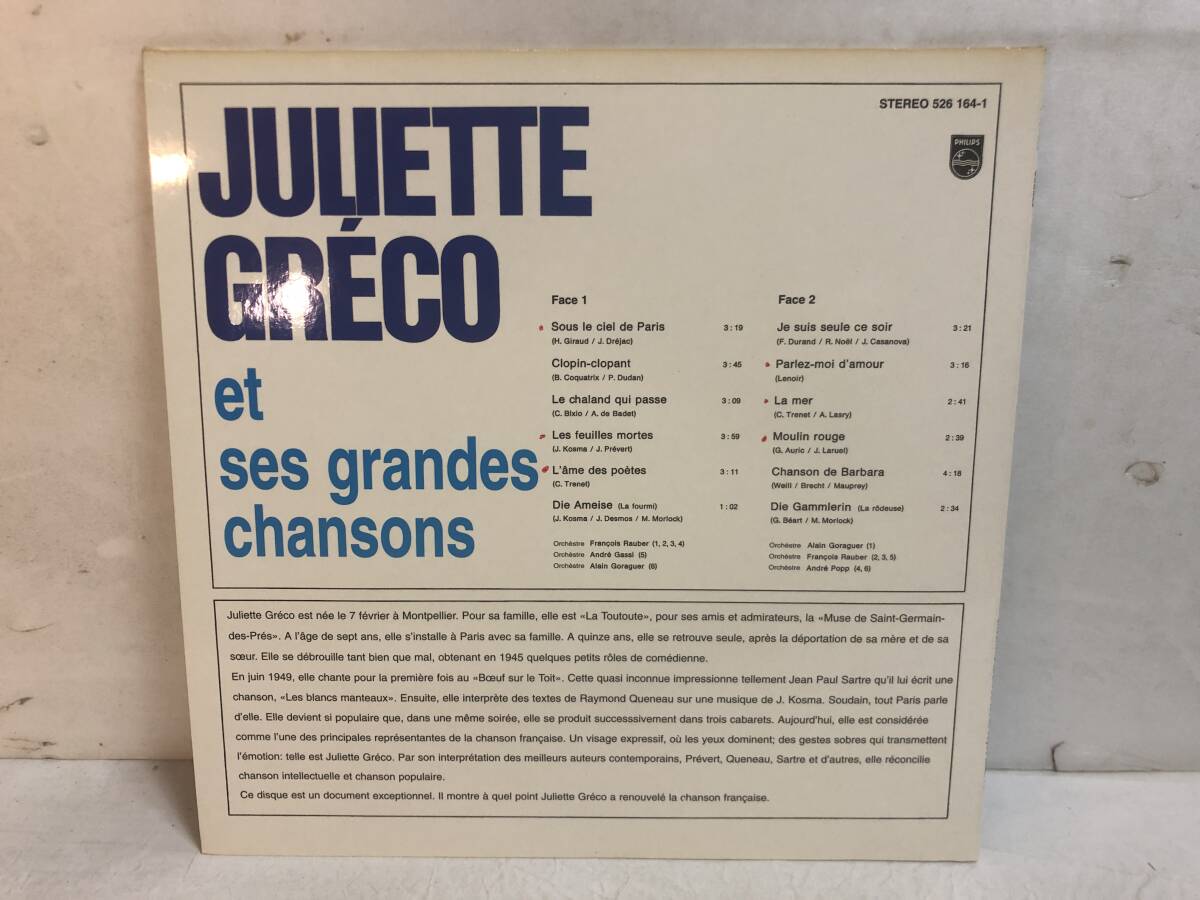 JULIETTE
GRÉCO
et
ses grandes
chansons
STEREO 526 164-1
PHILIPS
Face 1
Sous le ciel de Paris 3:19
(H. Giraud / J. Dréjac)
Clopin-clopant 3:45
(B. Coquatrix / P. Dudan)
Le chaland qui passe 3:09
(C. Bixio / A. de Badet)
Les feuilles mortes 3:59
(J. Kosma / J. Prévert)
L'âme des poètes 3:11
(C. Trenet)
Die Ameise (La fourmi) 1:02
(J. Kosma / J. Desmos / M. Morlock)
Orchestre François Rauber (1, 2, 3, 4)
Orchestre André Gassi (5)
Orchestre Alain Goraguer (6)
Face 2
Je suis seule ce soir 3:21
(F. Durand / R. Noël / J. Casanova)
Parlez-moi d'amour 3:16
(Lenoir)
La mer 2:41
(C. Trenet / A. Lasry)
Moulin rouge 2:39
(G. Auric / J. Laruel)
Chanson de Barbara 4:18
(Weill / Brecht / Mauprey)
Die Gammlerin (La rôdeuse) 2:34
(G. Béart / M. Morlock)
Orchestre Alain Goraguer (1)
Orchestre François Rauber (2, 3, 5)
Orchestre André Popp (4, 6)
Juliette Gréco est née le 7 février à Montpellier. Pour sa famille, elle est «La Toutoute», pour ses amis et admirateurs, la «Muse de Saint-Germain-
des-Prés». A l'âge de sept ans, elle s'installe à Paris avec sa famille. A quinze ans, elle se retrouve seule, après la déportation de sa mère et de sa
sœur. Elle se débrouille tant bien que mal, obtenant en 1945 quelques petits rôles de comédienne.
En juin 1949, elle chante pour la première fois au «Bœuf sur le Toit». Cette quasi inconnue impressionne tellement Jean Paul Sartre qu'il lui écrit une
chanson, «Les blancs manteaux». Ensuite, elle interprète des textes de Raymond Queneau sur une musique de J. Kosma. Soudain, tout Paris parle
d'elle. Elle devient si populaire que, dans une même soirée, elle se produit successsivement dans trois cabarets. Aujourd'hui, elle est considérée
comme l'une des principales représentantes de la chanson française. Un visage expressif, où les yeux dominent; des gestes sobres qui transmettent
l'émotion: telle est Juliette Gréco. Par son interprétation des meilleurs auteurs contemporains, Prévert, Queneau, Sartre et d'autres, elle réconcilie
chanson intellectuelle et chanson populaire.
Ce disque est un document exceptionnel. Il montre à quel point Juliette Gréco a renouvelé la chanson française.